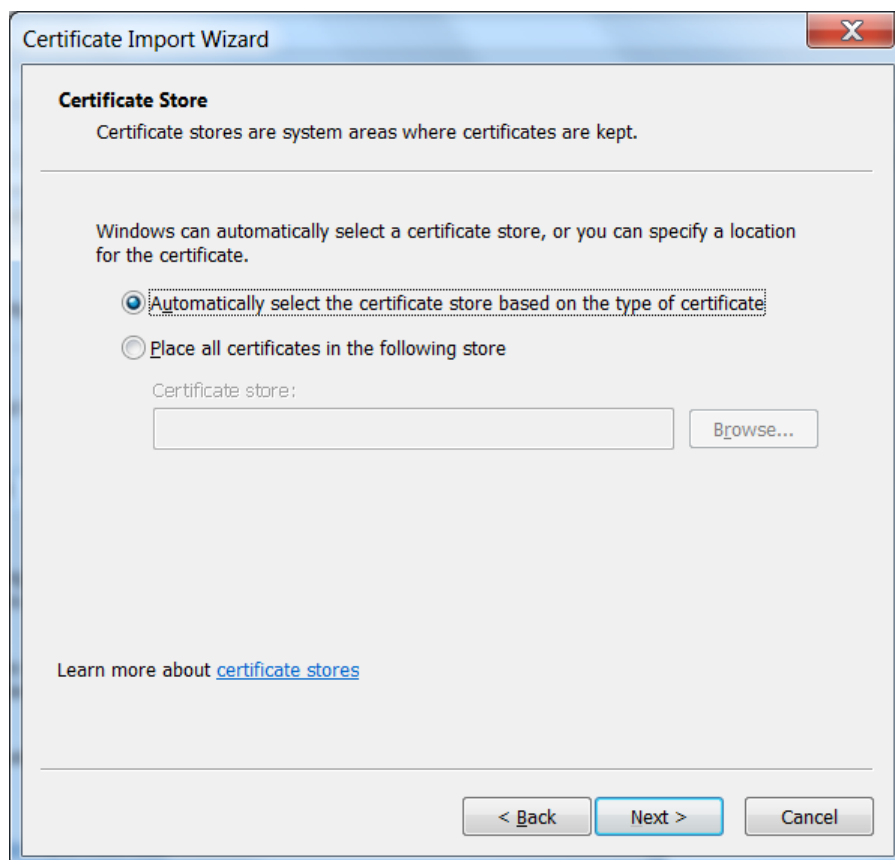 Certificate Import Wizard
X
Certificate Store
Certificate stores are system areas where certificates are kept.
Windows can automatically select a certificate store, or you can specify a location
for the certificate.
Automatically select the certificate store based on the type of certificate
Place all certificates in the following store
Certificate store:
Browse...
Learn more about certificate stores
< Back
Next >
Cancel